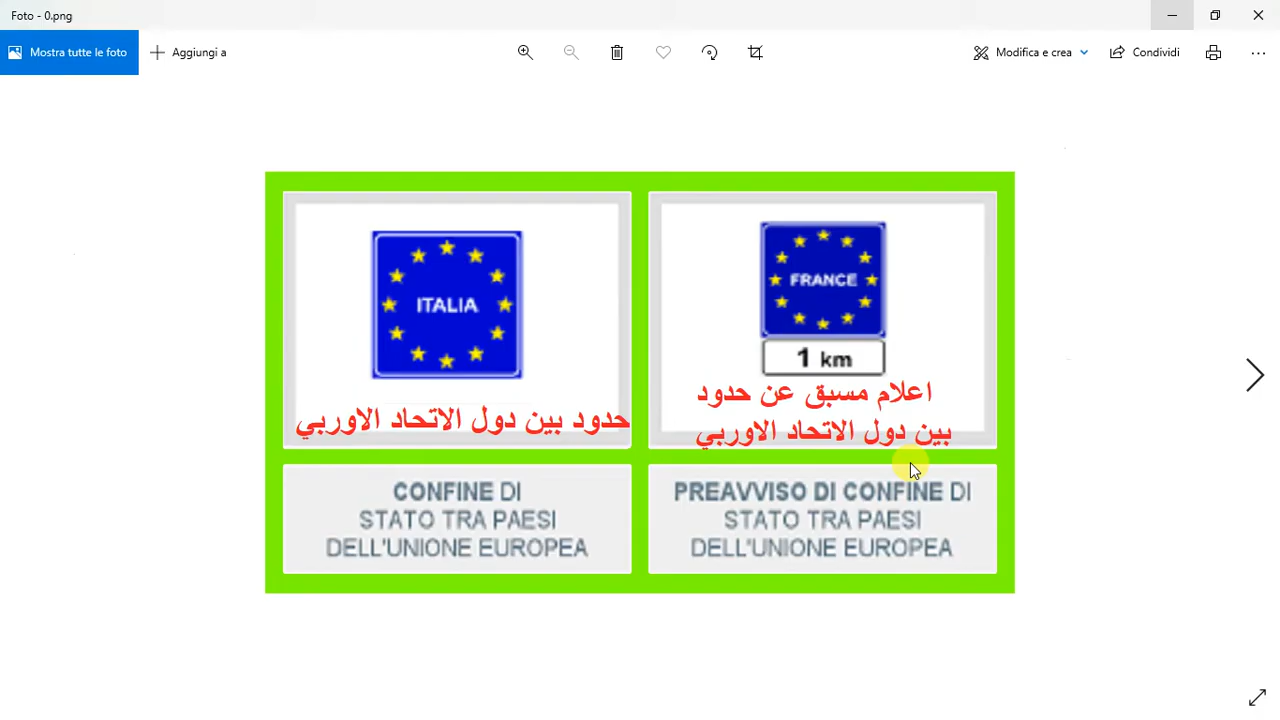 Foto - 0.png
Mostra tutte le foto
Aggiungi a
Modifica e crea
Condividi
ITALIA
حدود بين دول الاتحاد الاوربي
CONFINE DI
STATO TRA PAESI
DELL'UNIONE EUROPEA
FRANCE
1 km
اعلام مسبق عن حدود
بين دول الاتحاد الاوربي
PREAVVISO DI CONFINE DI
STATO TRA PAESI
DELL'UNIONE EUROPEA